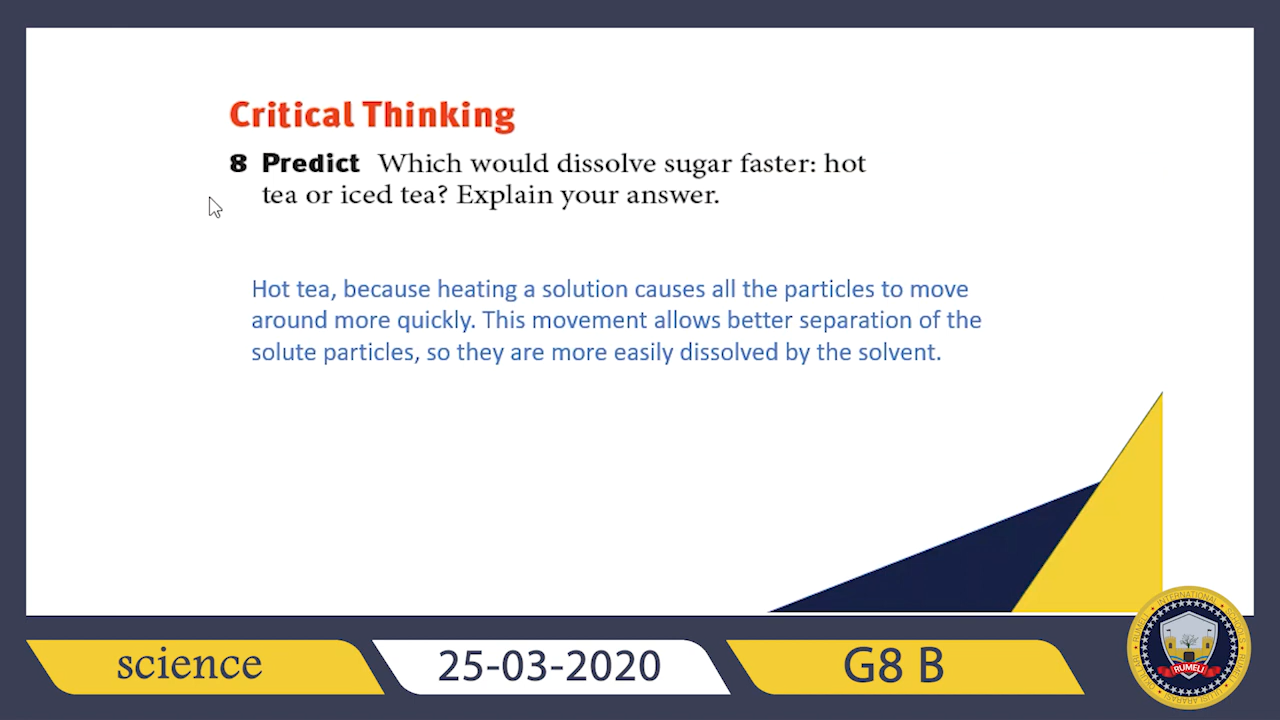 Critical Thinking
8 Predict Which would dissolve sugar faster: hot
tea or iced tea? Explain your answer.
Hot tea, because heating a solution causes all the particles to move
around more quickly. This movement allows better separation of the
solute particles, so they are more easily dissolved by the solvent.
science
25-03-2020
G8 B
RUMELI